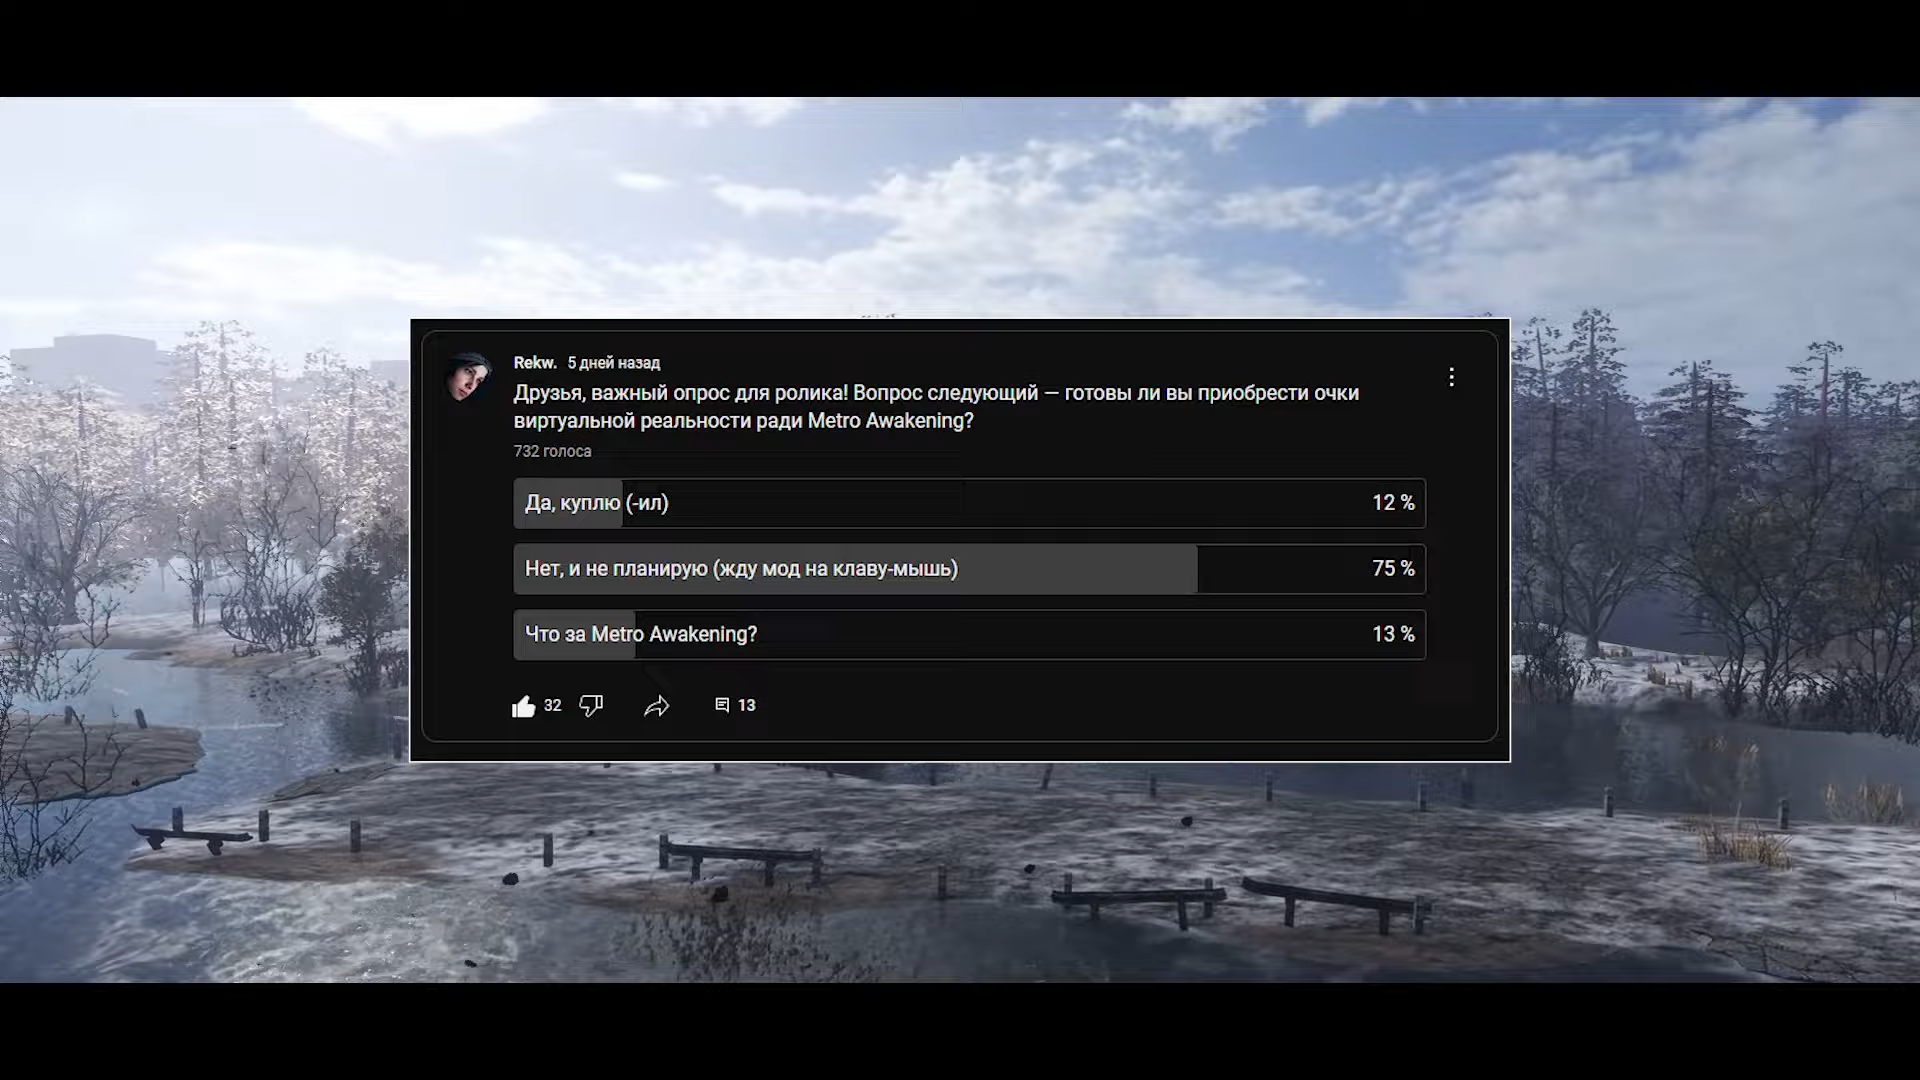 Rekw. 5 дней назад
Друзья, важный опрос для ролика! Вопрос следующий — готовы ли вы приобрести очки
виртуальной реальности ради Metro Awakening?
732 голоса
Да, куплю (-ил) 12 %
Нет, и не планирую (жду мод на клаву-мышь) 75 %
Что за Metro Awakening? 13 %
32 13